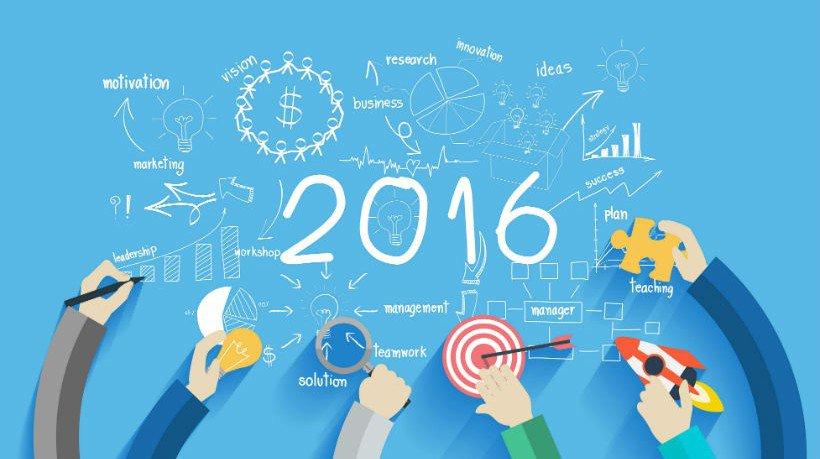 innovation
research
vision
ideas
motivation
$
business
strategy
marketing
success
?!
2016
plan
leadership
workshop
teaching
management
manager
$
teamwork
solution